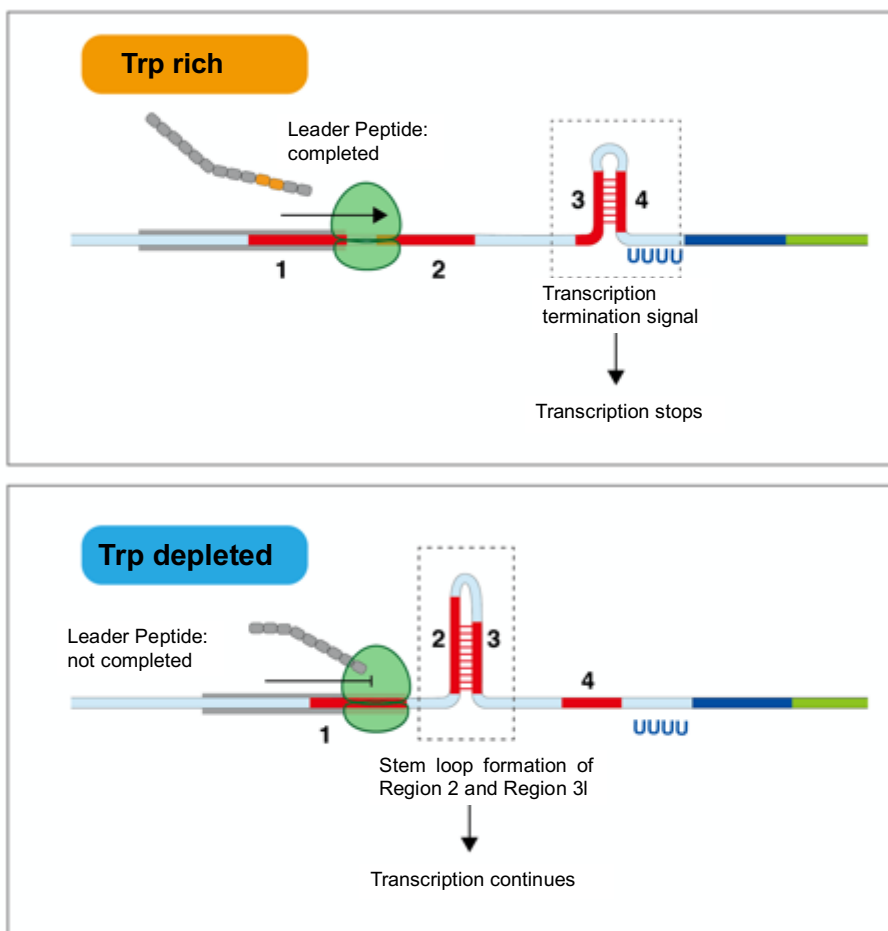 Trp rich
Leader Peptide:
completed
3
4
1
2
UUUU
Transcription
termination signal
Transcription stops
Trp depleted
Leader Peptide:
not completed
2
3
4
1
UUUU
Stem loop formation of
Region 2 and Region 3l
Transcription continues